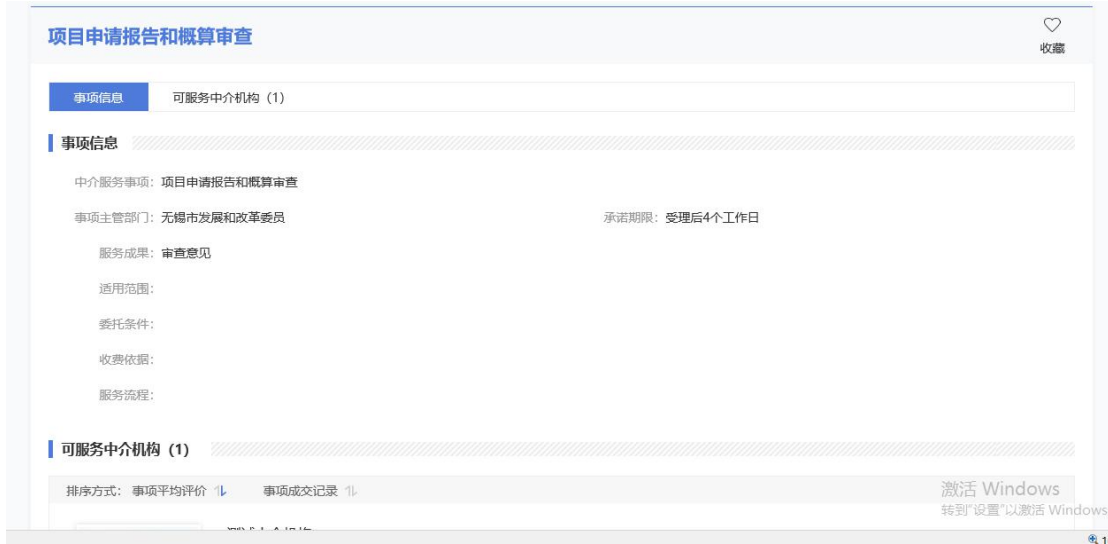 项目申请报告和概算审查
收藏
事项信息 可服务中介机构（1）
事项信息
中介服务事项：项目申请报告和概算审查
事项主管部门：无锡市发展和改革委员 承诺期限：受理后4个工作日
服务成果：审查意见
适用范围：
委托条件：
收费依据：
服务流程：
可服务中介机构（1）
排序方式：事项平均评价 事项成交记录
激活 Windows
转到"设置"以激活 Windows